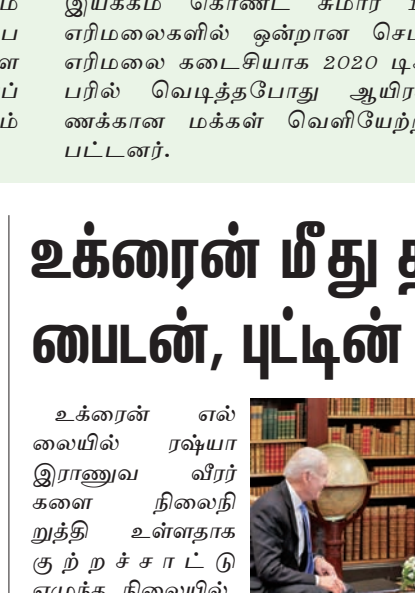 ம்
ப
ள
ப்
ம்
இயக்கம் கொண்ட சுமார்
எரிமலைகளில் ஒன்றான
எரிமலை கடைசியாக 2020
பரில் வெடித்தபோது
ணக்கான மக்கள்
பட்டனர்.
உக்ரைன் மீது
பைடன், புட்டின்
உக்ரைன் எல்
லையில் ரஷ்யா
இராணுவ வீரர்
களை நிலைநி
றுத்தி உள்ளதாக
குற்றச்சாட்டு
எழுந்த நிலையில்,